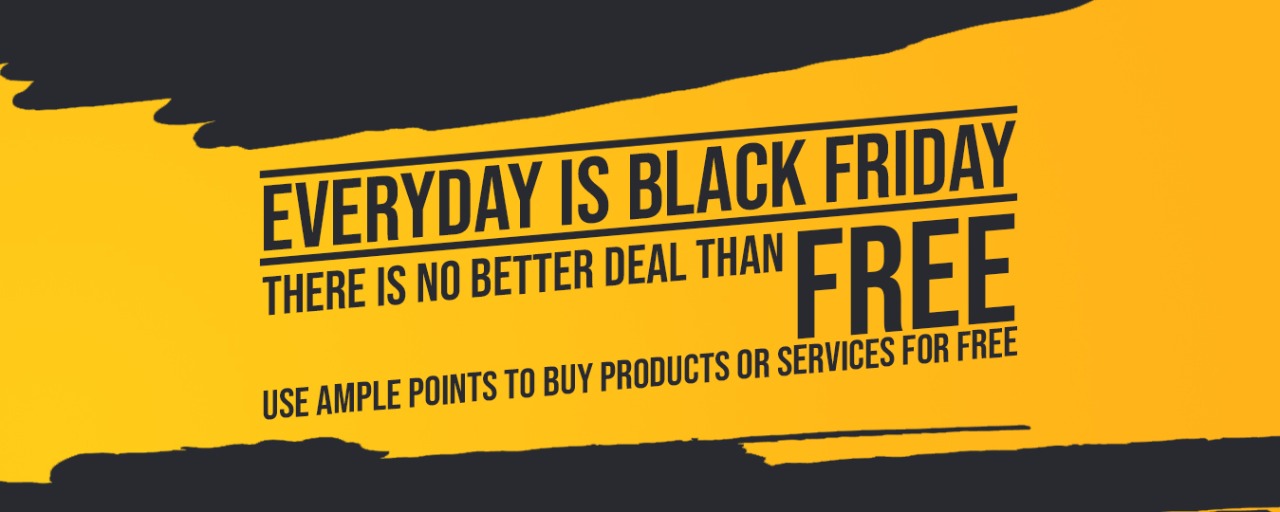 EVERYDAY IS BLACK FRIDAY
THERE IS NO BETTER DEAL THAN FREE
USE AMPLE POINTS TO BUY PRODUCTS OR SERVICES FOR FREE